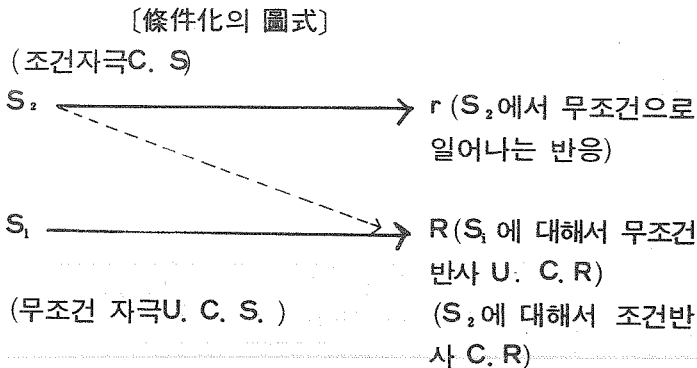 〔條件化의 圖式〕
(조건자극C. S)
S₂ r (S₂에서 무조건으로
일어나는 반응)
S₁ R (S₁에 대해서 무조건
반사 U. C. R)
(무조건 자극U. C. S. ) (S₂에 대해서 조건반
사 C. R)